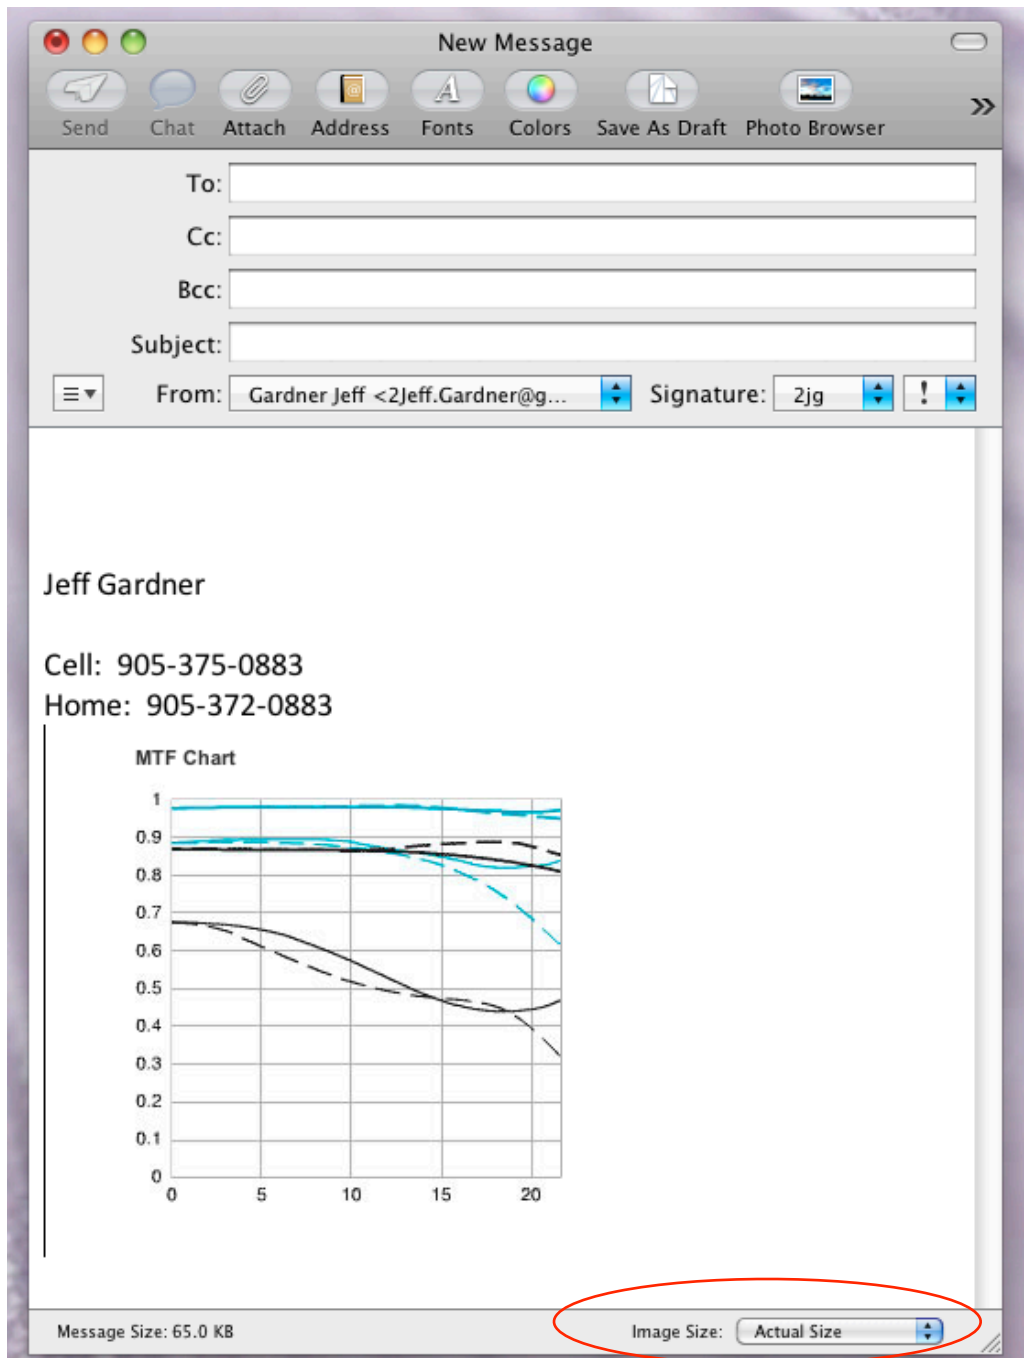 New Message
Send Chat Attach Address Fonts Colors Save As Draft Photo Browser »
To:
Cc:
Bcc:
Subject:
From: Gardner Jeff <2Jeff.Gardner@g... Signature: 2jg !
Jeff Gardner
Cell: 905-375-0883
Home: 905-372-0883
MTF Chart
1
0.9
0.8
0.7
0.6
0.5
0.4
0.3
0.2
0.1
0
0 5 10 15 20
Message Size: 65.0 KB Image Size: Actual Size